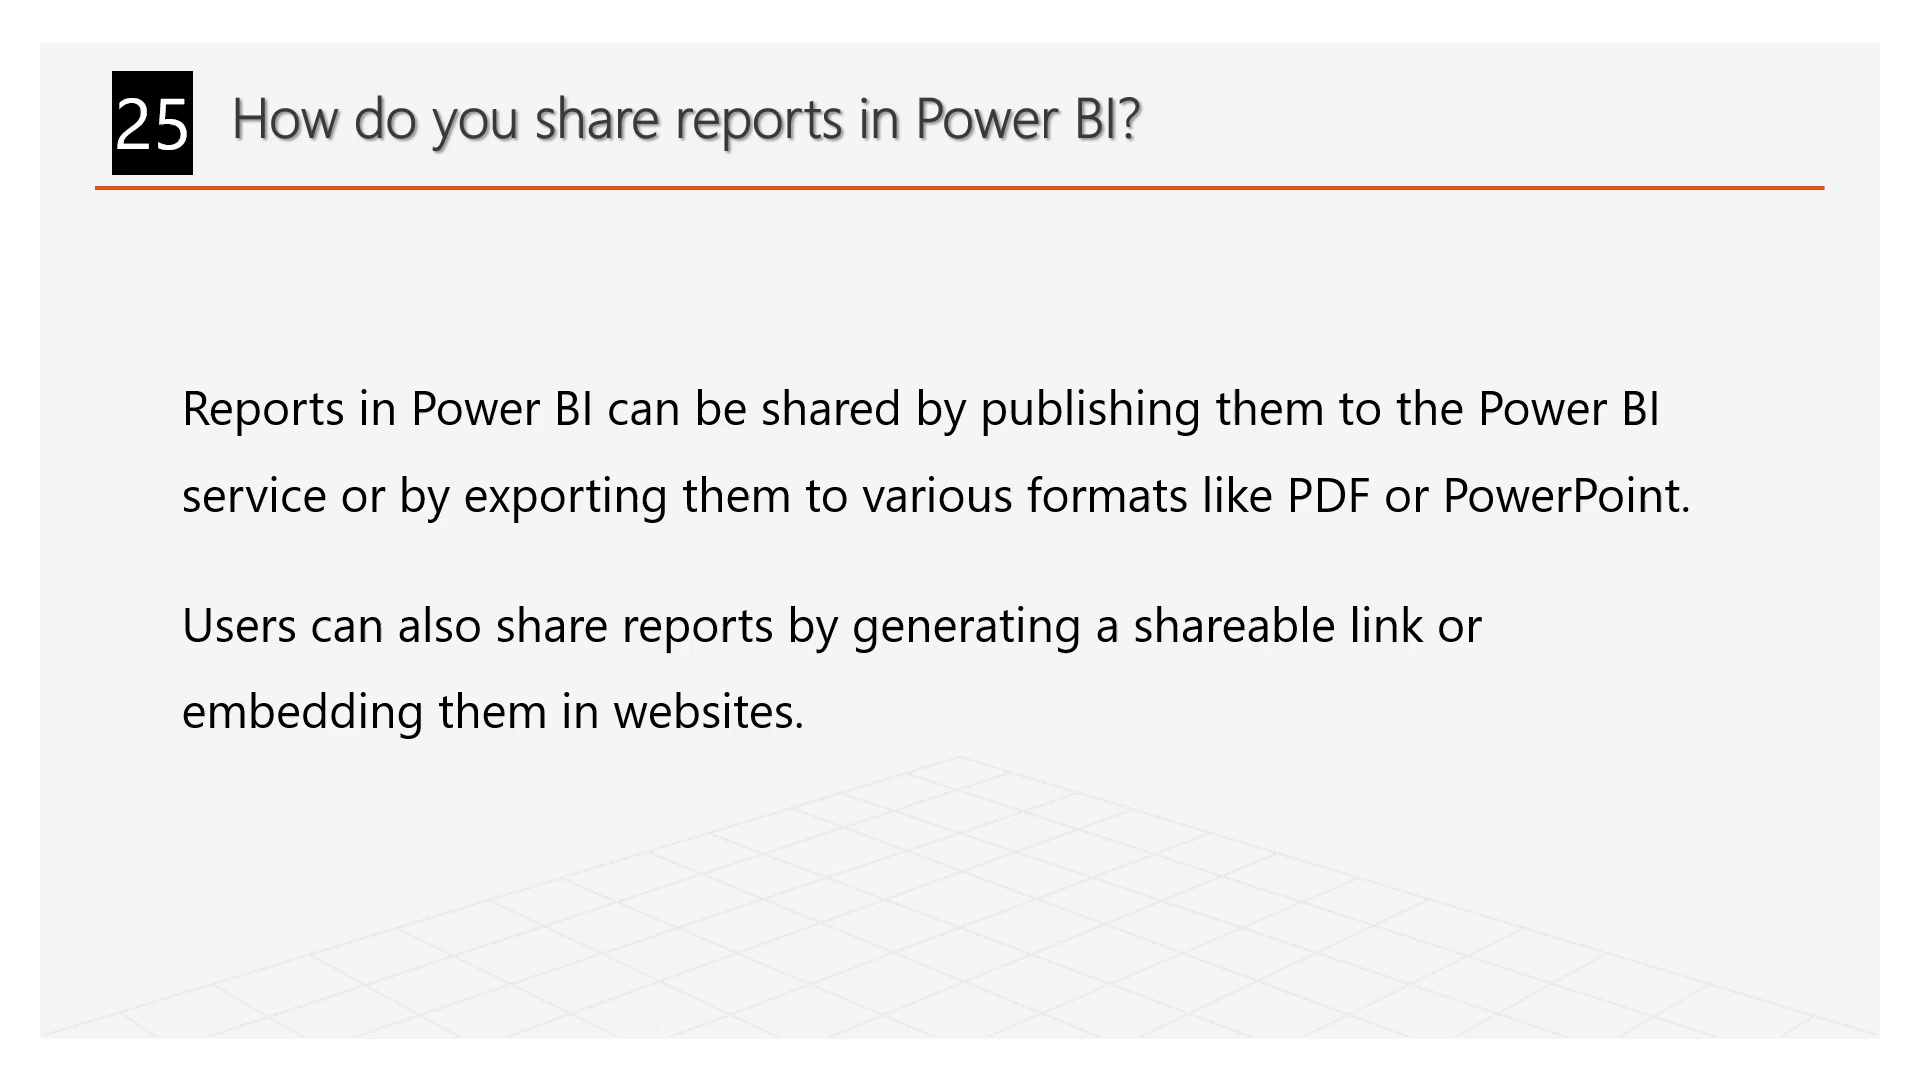 25 How do you share reports in Power BI?
Reports in Power BI can be shared by publishing them to the Power BI
service or by exporting them to various formats like PDF or PowerPoint.
Users can also share reports by generating a shareable link or
embedding them in websites.